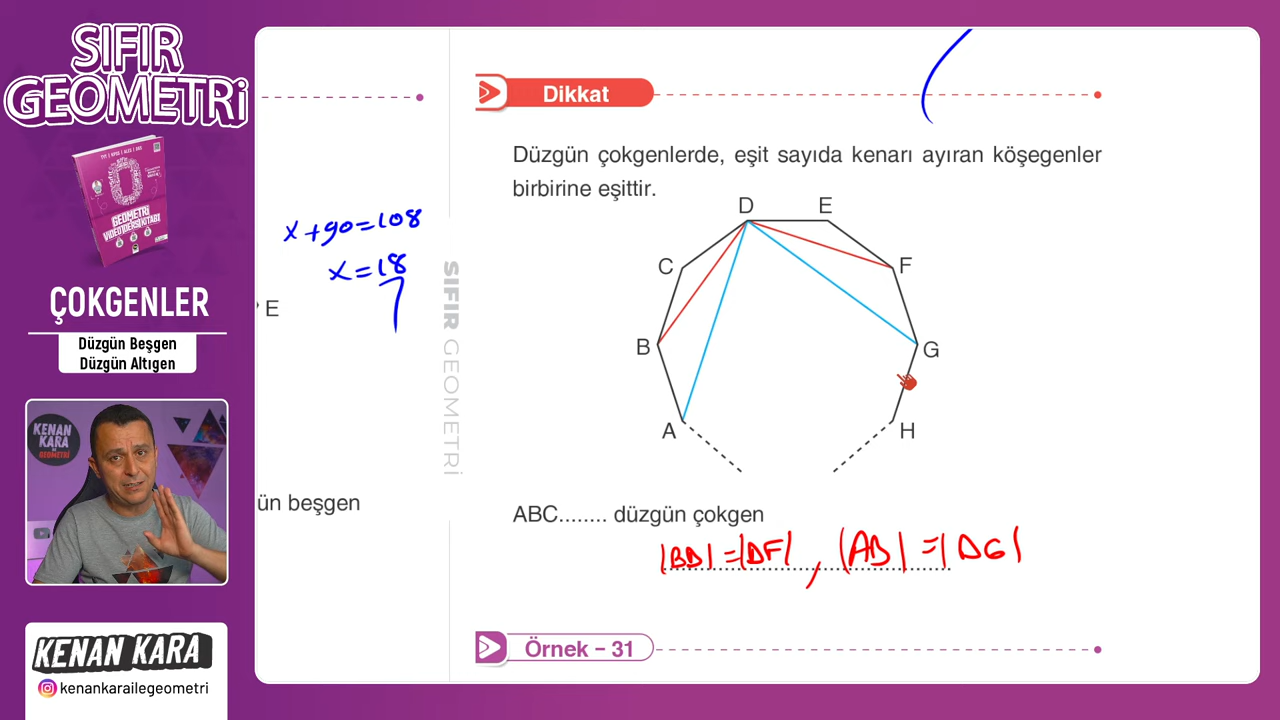 SIFIR
GEOMETRİ
GEOMETRİ
VİDEO DERS KİTABI
ÇOKGENLER
Düzgün Beşgen
Düzgün Altıgen
KENAN
KARA
GEOMETRİ
KENAN KARA
kenankarailegeometri
x+90=108
x=18
E
ün beşgen
SIFIR GEOMETRİ
Dikkat
Düzgün çokgenlerde, eşit sayıda kenarı ayıran köşegenler
birbirine eşittir.
D E
C F
B G
A H
ABC........ düzgün çokgen
|BD|=|DF| , |AD|=|DG|
Örnek – 31